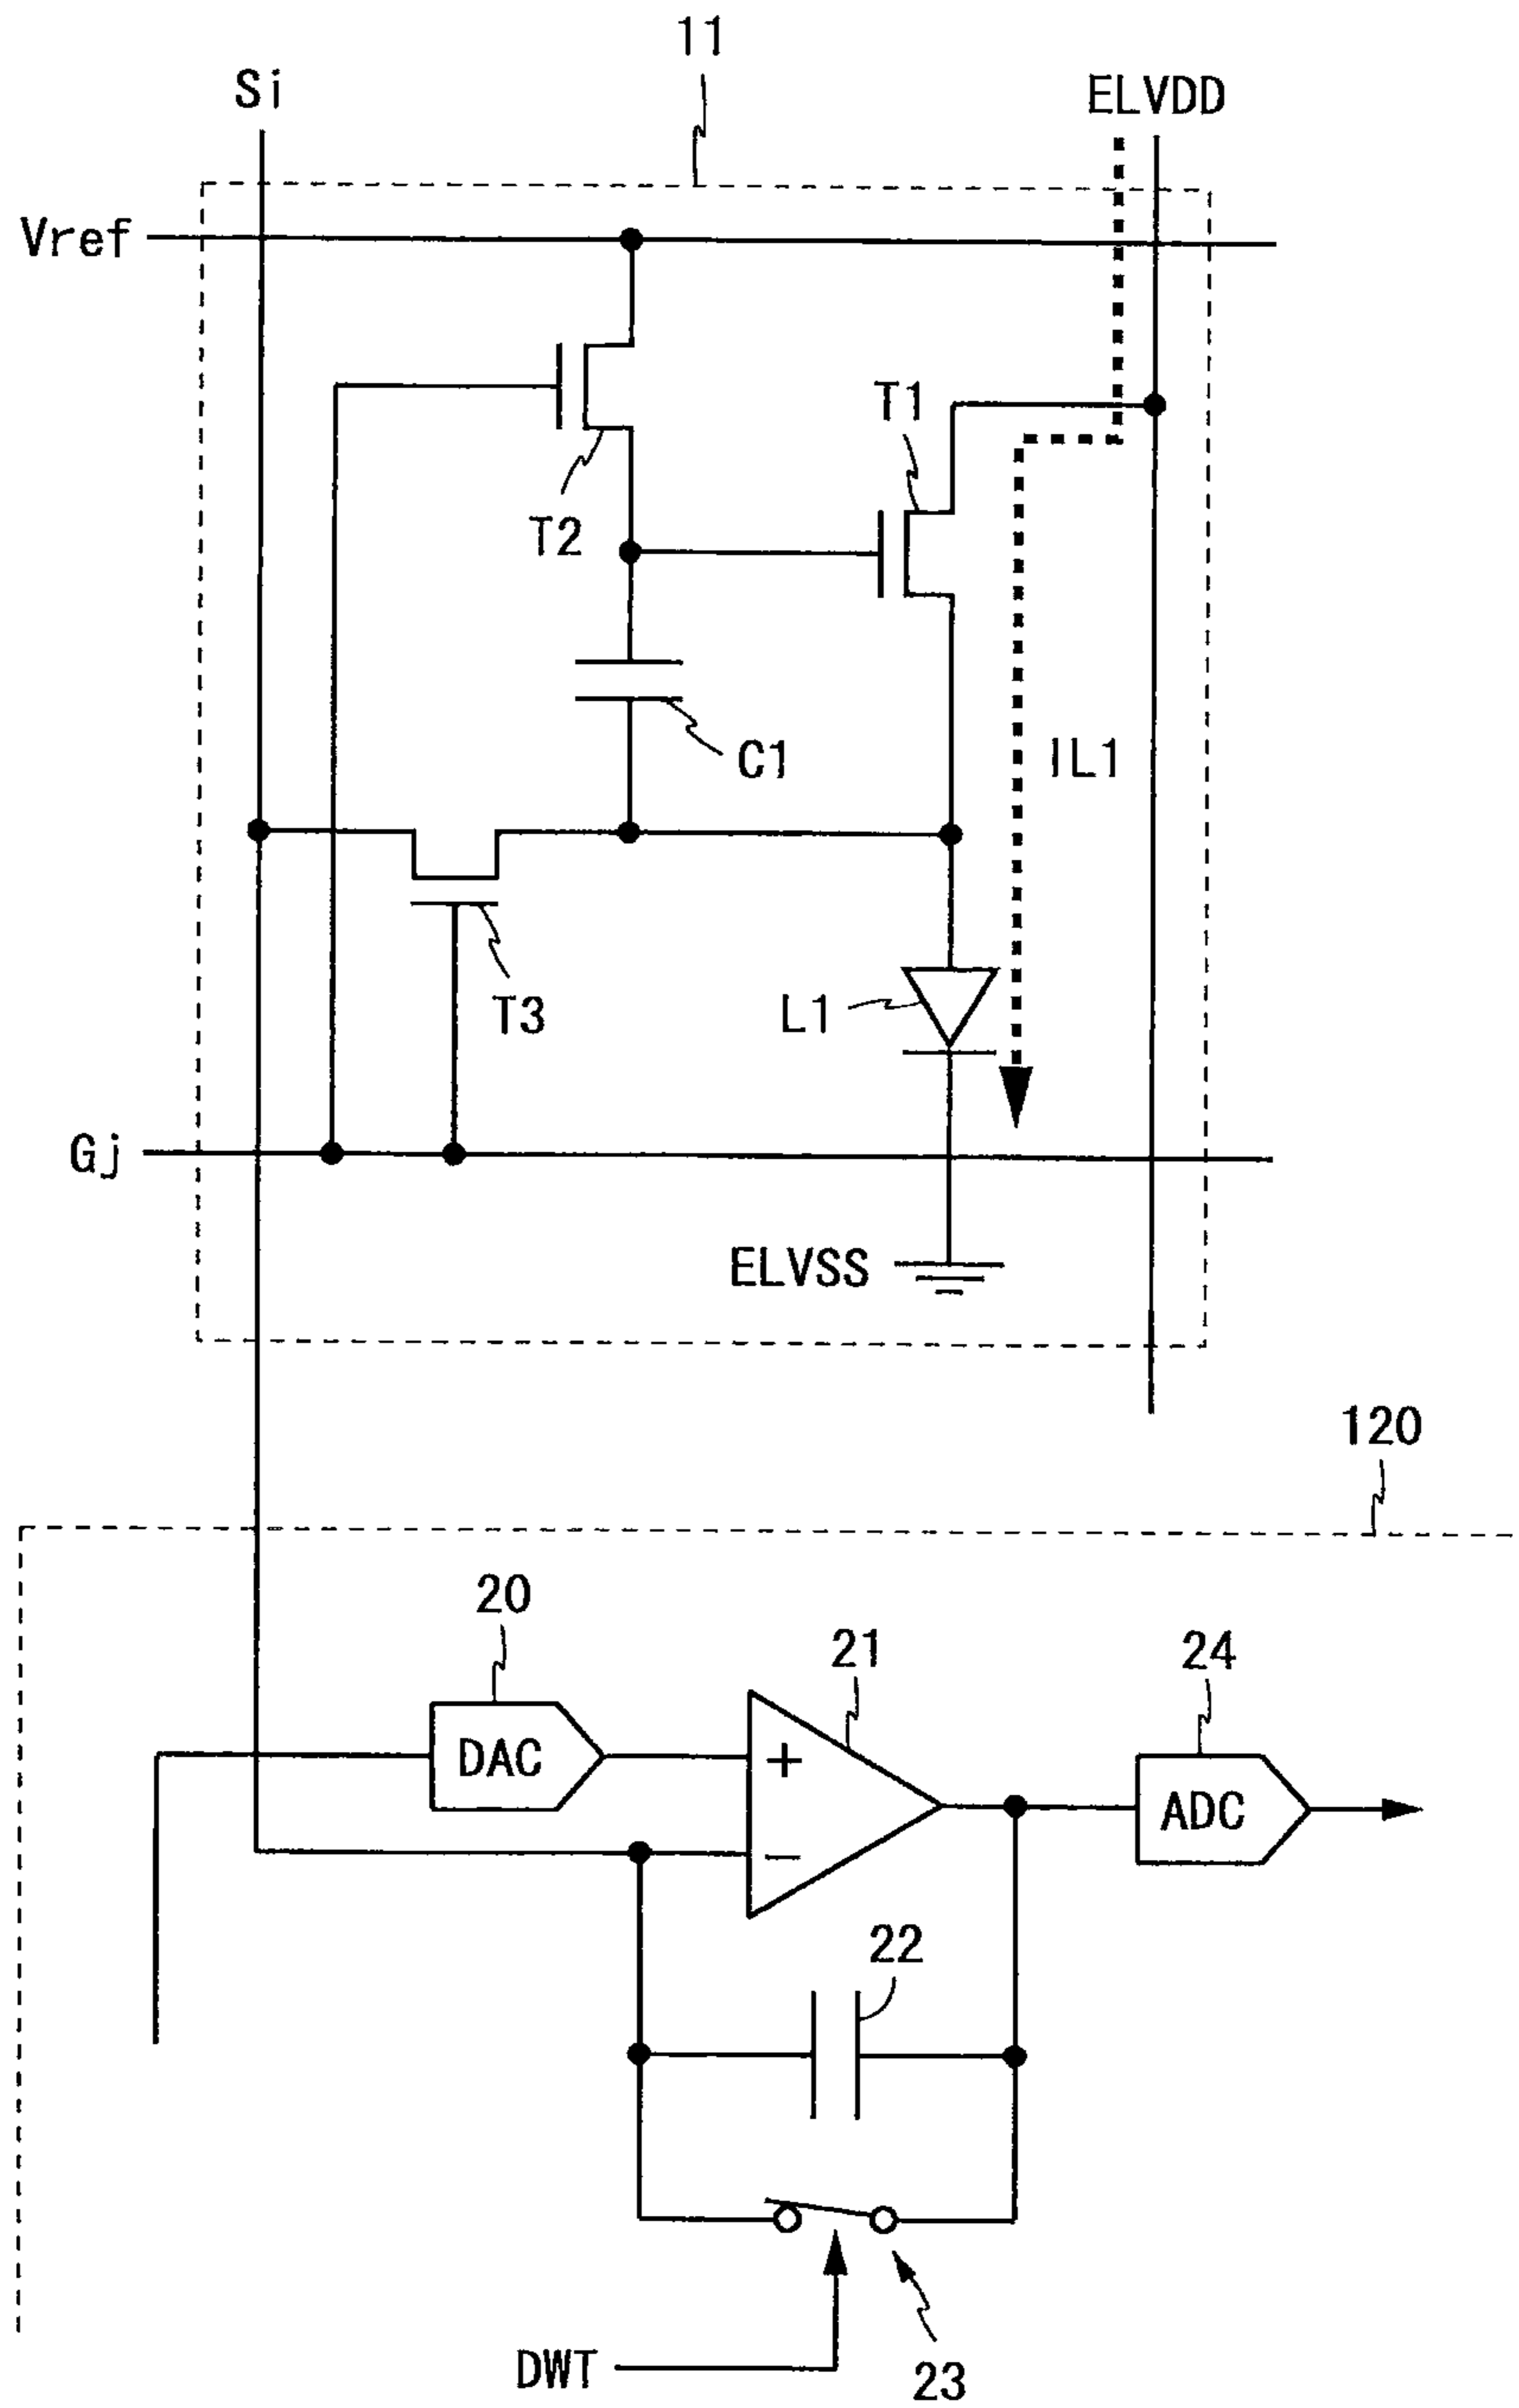 11
Si
ELVDD
Vref
T1
T2
C1
IL1
T3
L1
Gj
ELVSS
120
20
21
24
DAC
+
ADC
−
22
DWT
23